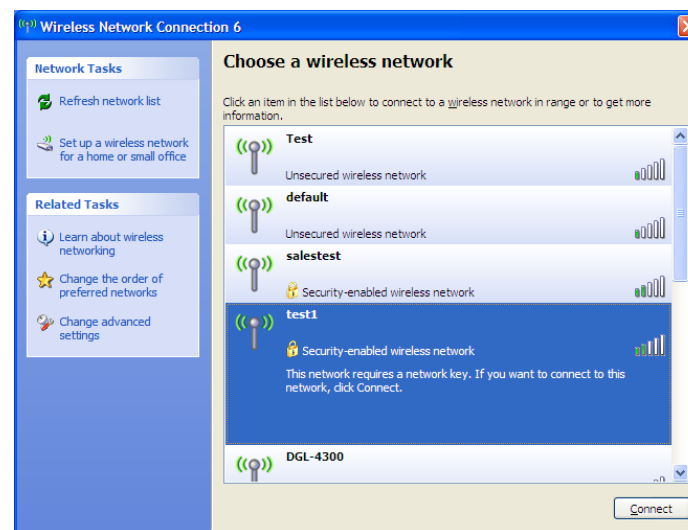 Wireless Network Connection 6
Network Tasks
Refresh network list
Set up a wireless network
for a home or small office
Related Tasks
Learn about wireless
networking
Change the order of
preferred networks
Change advanced
settings
Choose a wireless network
Click an item in the list below to connect to a wireless network in range or to get more
information.
Test
Unsecured wireless network
default
Unsecured wireless network
salestest
Security-enabled wireless network
test1
Security-enabled wireless network
This network requires a network key. If you want to connect to this
network, click Connect.
DGL-4300
Connect